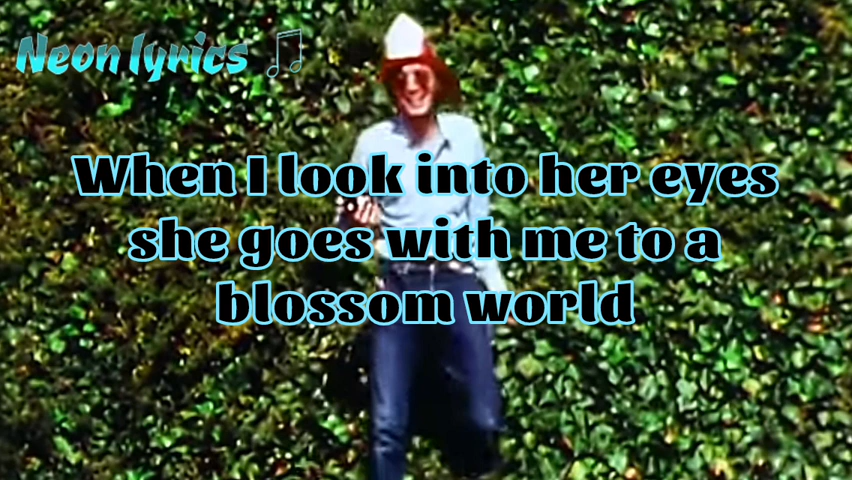 Neon lyrics
When I look into her eyes
she goes with me to a
blossom world